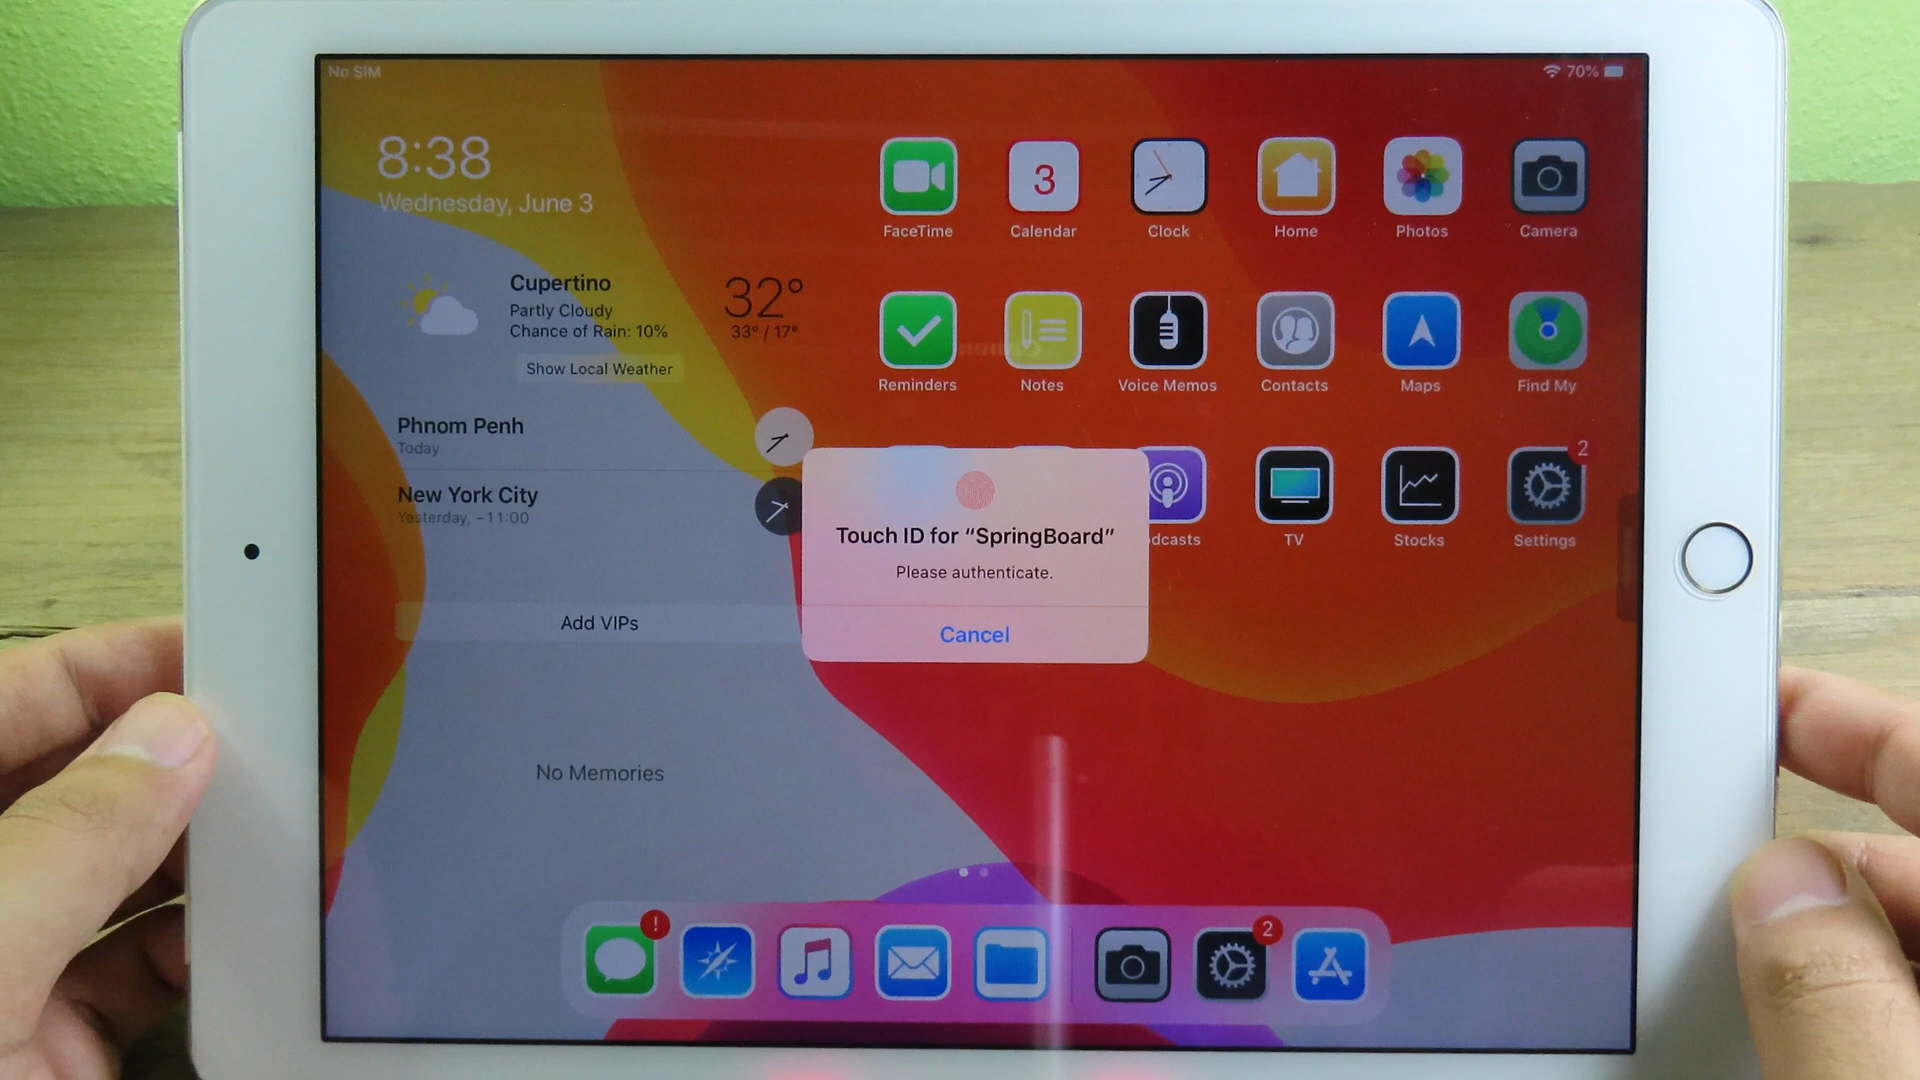 No SIM
70%
8:38
Wednesday, June 3
Cupertino
Partly Cloudy
Chance of Rain: 10%
32°
33° / 17°
Show Local Weather
Phnom Penh
Today
New York City
Yesterday, -11:00
Add VIPs
No Memories
3
FaceTime
Calendar
Clock
Home
Photos
Camera
Reminders
Notes
Voice Memos
Contacts
Maps
Find My
2
odcasts
TV
Stocks
Settings
Touch ID for “SpringBoard”
Please authenticate.
Cancel
!
2